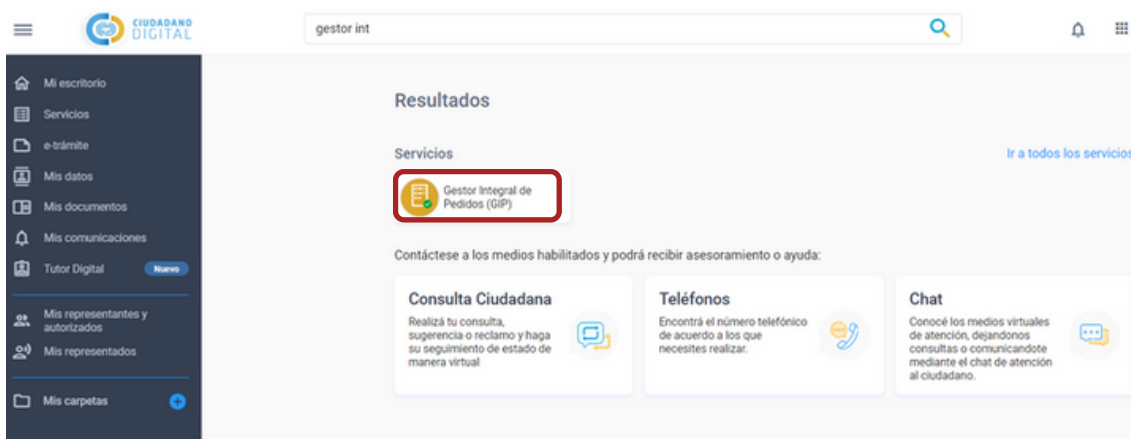 CIUDADANO
DIGITAL
gestor int
Mi escritorio
Servicios
e-trámite
Mis datos
Mis documentos
Mis comunicaciones
Tutor Digital
Nuevo
Mis representantes y
autorizados
Mis representados
Mis carpetas
Resultados
Servicios
Ir a todos los servicios
Gestor Integral de
Pedidos (GIP)
Contáctese a los medios habilitados y podrá recibir asesoramiento o ayuda:
Consulta Ciudadana
Realizá tu consulta,
sugerencia o reclamo y haga
su seguimiento de estado de
manera virtual
Teléfonos
Encontrá el número telefónico
de acuerdo a los que
necesites realizar.
Chat
Conocé los medios virtuales
de atención, dejandonos
consultas o comunicandote
mediante el chat de atención
al ciudadano.